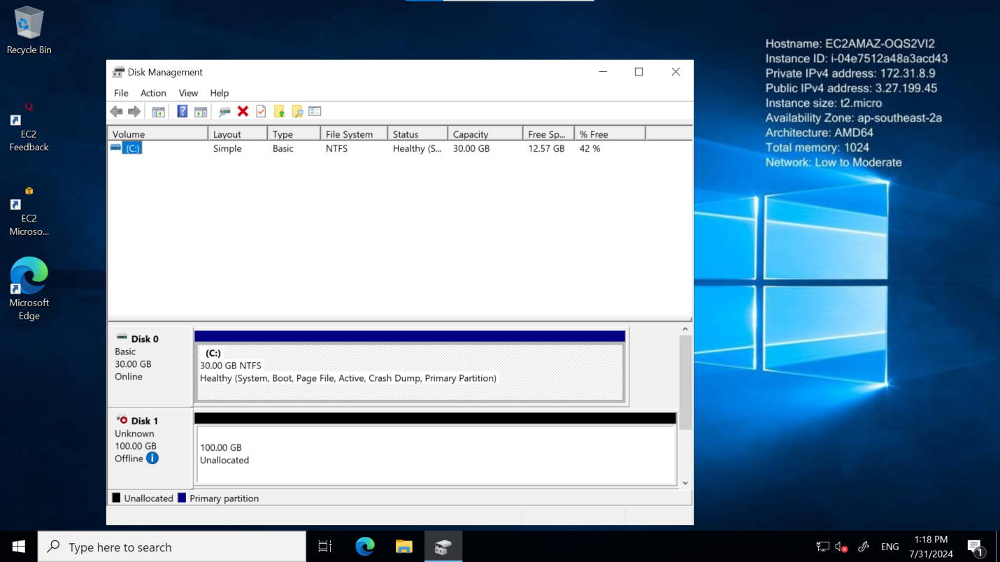 Recycle Bin
EC2
Feedback
EC2
Microso...
Microsoft
Edge
Hostname: EC2AMAZ-OQS2VI2
Instance ID: i-04e7512a48a3acd43
Private IPv4 address: 172.31.8.9
Public IPv4 address: 3.27.199.45
Instance size: t2.micro
Availability Zone: ap-southeast-2a
Architecture: AMD64
Total memory: 1024
Network: Low to Moderate
Disk Management
File Action View Help
Volume Layout Type File System Status Capacity Free Sp... % Free
(C:) Simple Basic NTFS Healthy (S... 30.00 GB 12.57 GB 42 %
Disk 0
Basic
30.00 GB
Online
(C:)
30.00 GB NTFS
Healthy (System, Boot, Page File, Active, Crash Dump, Primary Partition)
Disk 1
Unknown
100.00 GB
Offline
100.00 GB
Unallocated
Unallocated Primary partition
Type here to search
ENG
1:18 PM
7/31/2024
1